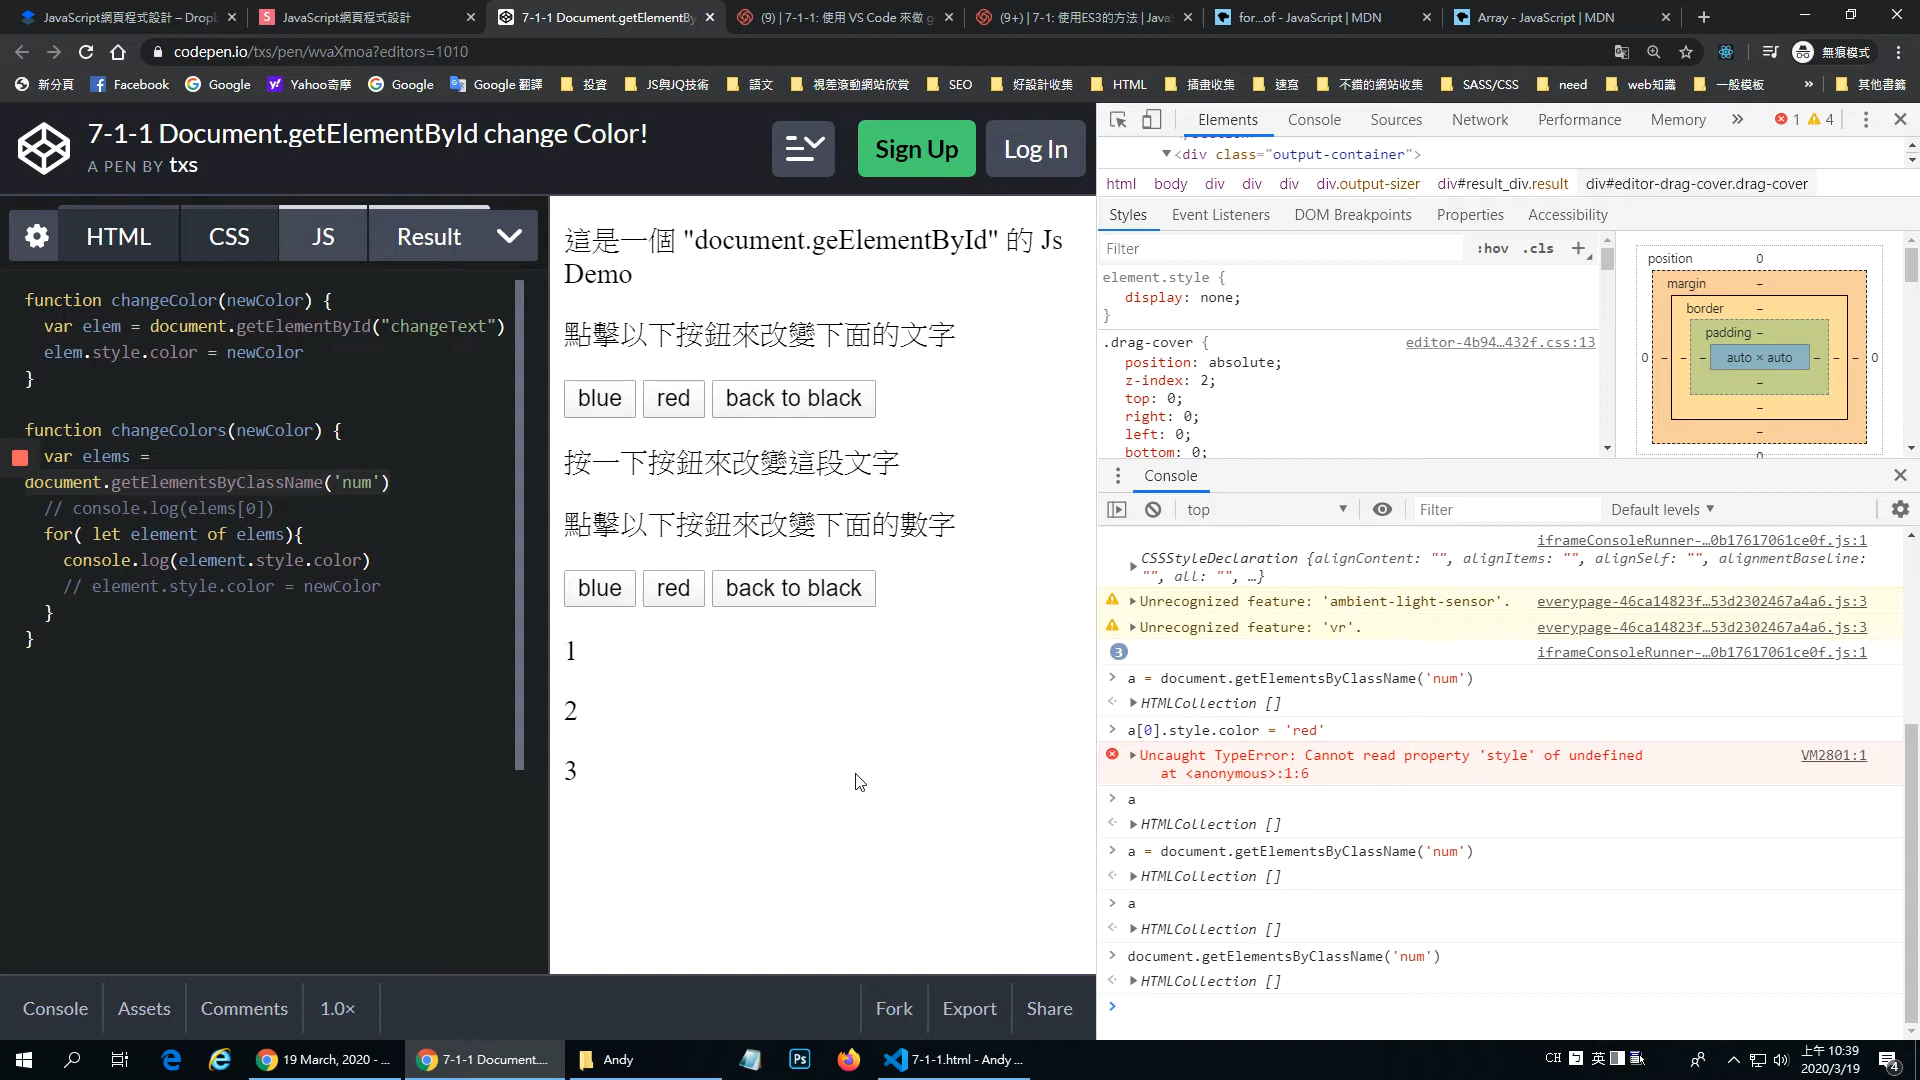 JavaScript網頁程式設計 – Drop
JavaScript網頁程式設計
7-1-1 Document.getElementBy
(9) | 7-1-1: 使用 VS Code 來做 g
(9+) | 7-1: 使用ES3的方法 | Java
for...of - JavaScript | MDN
Array - JavaScript | MDN
codepen.io/txs/pen/wvaXmoa?editors=1010
無痕模式
新分頁
Facebook
Google
Yahoo奇摩
Google
Google 翻譯
投資
JS與JQ技術
語文
視差滾動網站欣賞
SEO
好設計收集
HTML
插畫收集
速寫
不錯的網站收集
SASS/CSS
need
web知識
一般模板
»
其他書籤
7-1-1 Document.getElementById change Color!
A PEN BY txs
Sign Up
Log In
HTML
CSS
JS
Result
function changeColor(newColor) {
var elem = document.getElementById("changeText")
elem.style.color = newColor
}
function changeColors(newColor) {
var elems =
document.getElementsByClassName('num')
// console.log(elems[0])
for( let element of elems){
console.log(element.style.color)
// element.style.color = newColor
}
}
這是一個 "document.geElementById" 的 Js
Demo
點擊以下按鈕來改變下面的文字
blue
red
back to black
按一下按鈕來改變這段文字
點擊以下按鈕來改變下面的數字
blue
red
back to black
1
2
3
Console
Assets
Comments
1.0×
Fork
Export
Share
Elements
Console
Sources
Network
Performance
Memory
»
1
4
<div class="output-container">
html
body
div
div
div
div.output-sizer
div#result_div.result
div#editor-drag-cover.drag-cover
Styles
Event Listeners
DOM Breakpoints
Properties
Accessibility
Filter
:hov
.cls
+
element.style {
display: none;
}
.drag-cover {
editor-4b94…432f.css:13
position: absolute;
z-index: 2;
top: 0;
right: 0;
left: 0;
bottom: 0;
position
0
margin
–
border
–
padding
–
0
–
–
–
auto × auto
–
–
–
0
–
–
–
Console
top
Filter
Default levels
iframeConsoleRunner-…0b17617061ce0f.js:1
CSSStyleDeclaration {alignContent: "", alignItems: "", alignSelf: "", alignmentBaseline:
"", all: "", …}
Unrecognized feature: 'ambient-light-sensor'.
everypage-46ca14823f…53d2302467a4a6.js:3
Unrecognized feature: 'vr'.
everypage-46ca14823f…53d2302467a4a6.js:3
3
iframeConsoleRunner-…0b17617061ce0f.js:1
a = document.getElementsByClassName('num')
HTMLCollection []
a[0].style.color = 'red'
Uncaught TypeError: Cannot read property 'style' of undefined
VM2801:1
at <anonymous>:1:6
a
HTMLCollection []
a = document.getElementsByClassName('num')
HTMLCollection []
a
HTMLCollection []
document.getElementsByClassName('num')
HTMLCollection []
19 March, 2020 - ...
7-1-1 Document....
Andy
7-1-1.html - Andy ...
CH
英
上午 10:39
2020/3/19
4